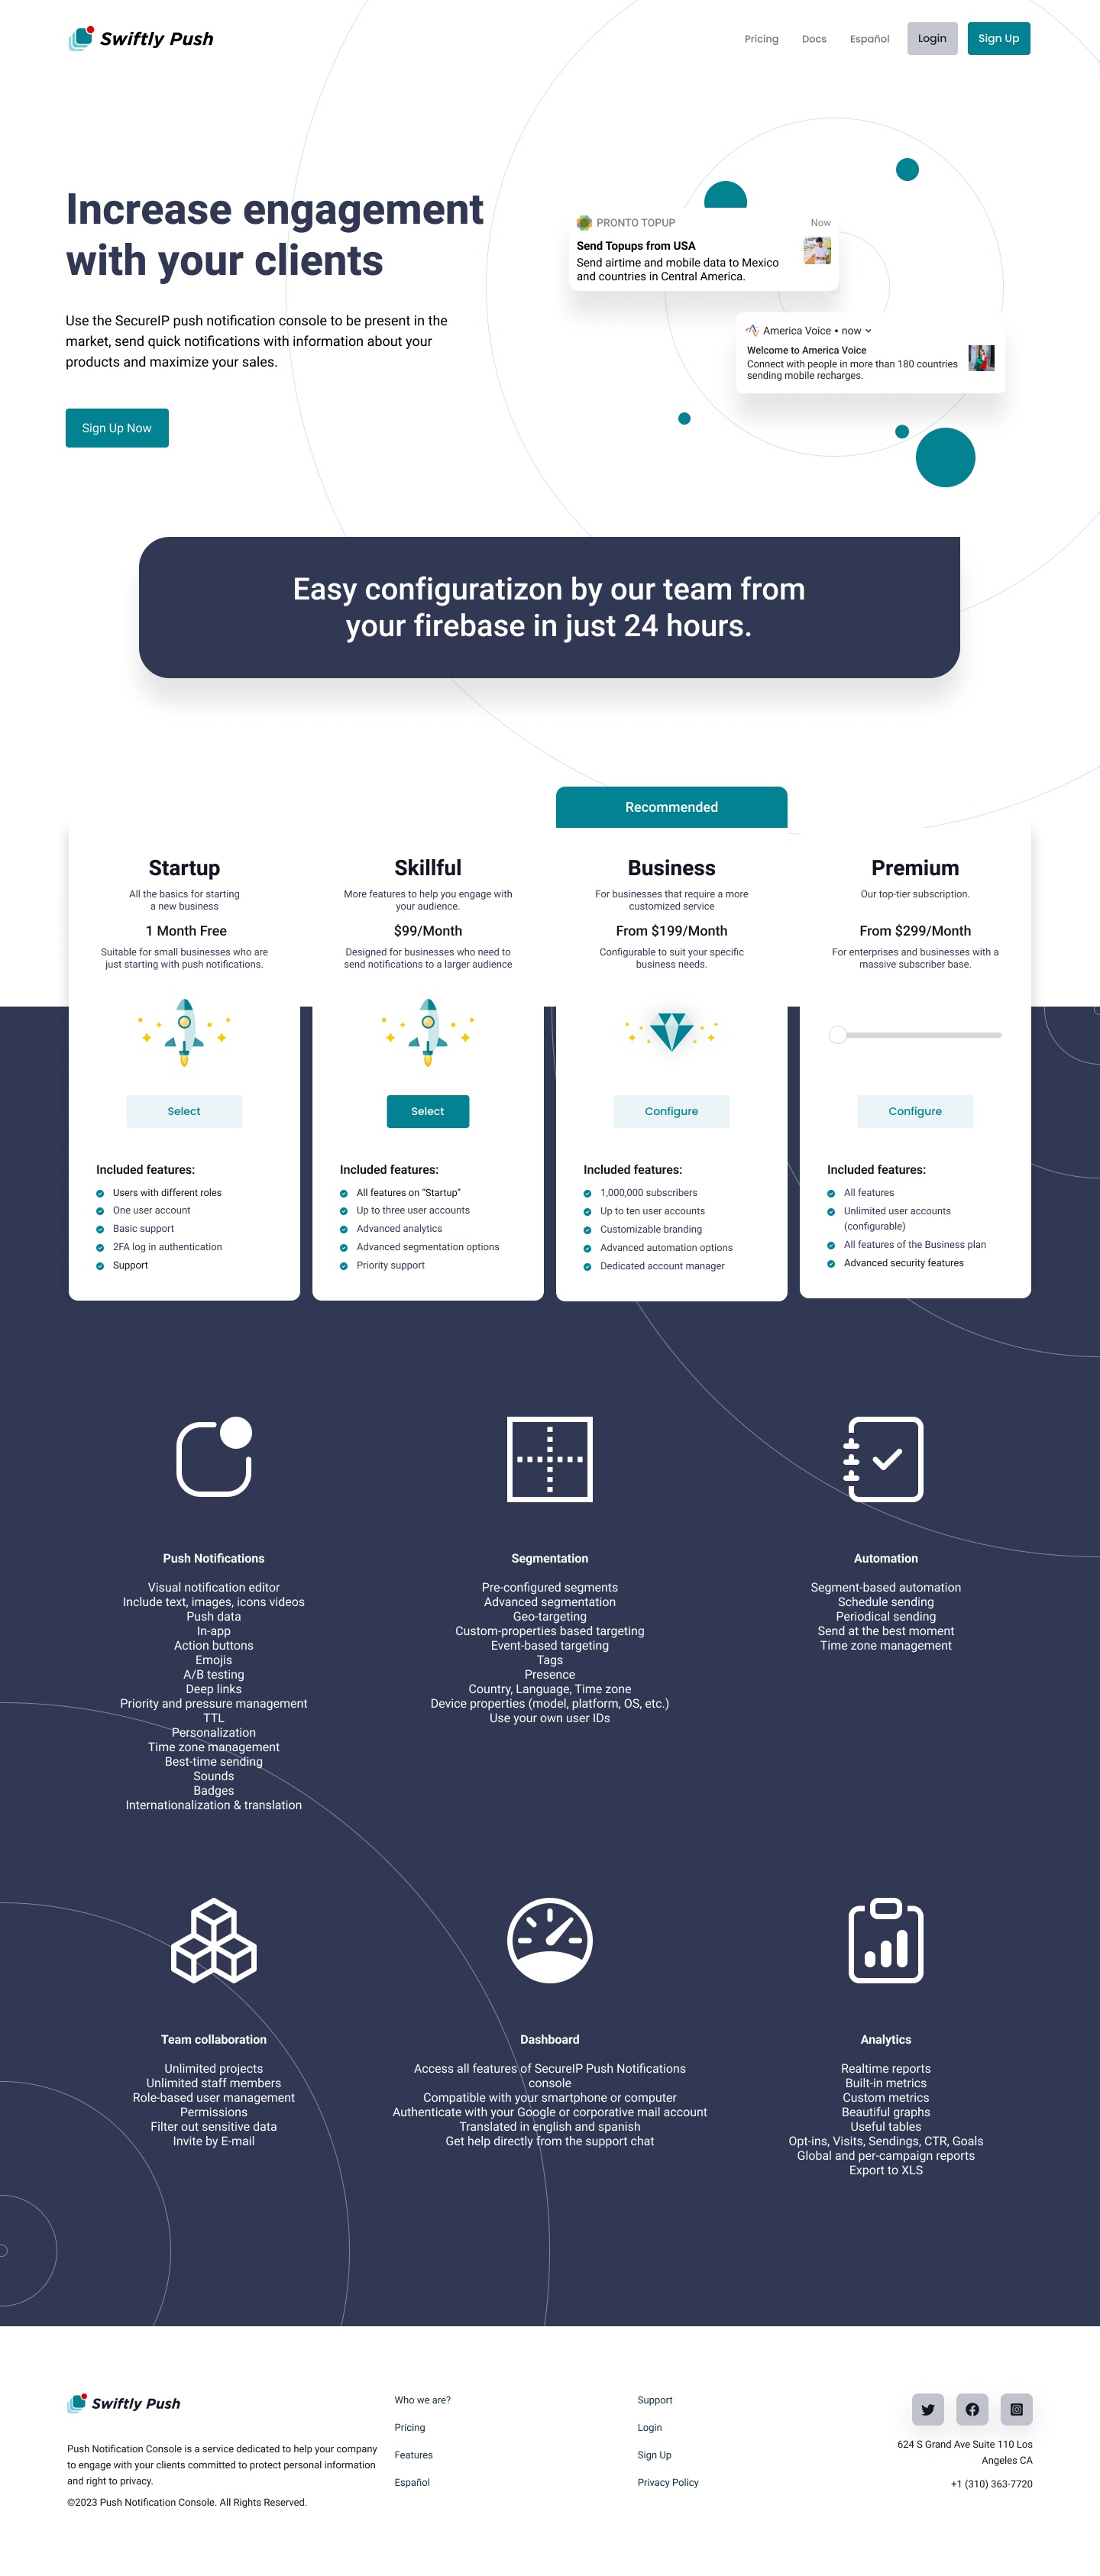 Swiftly Push
Pricing
Docs
Español
Login
Sign Up
Increase engagement
with your clients
Use the SecureIP push notification console to be present in the
market, send quick notifications with information about your
products and maximize your sales.
Sign Up Now
PRONTO TOPUP
Now
Send Topups from USA
Send airtime and mobile data to Mexico
and countries in Central America.
America Voice • now
Welcome to America Voice
Connect with people in more than 180 countries
sending mobile recharges.
Easy configuratizon by our team from
your firebase in just 24 hours.
Recommended
Startup
All the basics for starting
a new business
1 Month Free
Suitable for small businesses who are
just starting with push notifications.
Select
Included features:
Users with different roles
One user account
Basic support
2FA log in authentication
Support
Skillful
More features to help you engage with
your audience.
$99/Month
Designed for businesses who need to
send notifications to a larger audience
Select
Included features:
All features on “Startup”
Up to three user accounts
Advanced analytics
Advanced segmentation options
Priority support
Business
For businesses that require a more
customized service
From $199/Month
Configurable to suit your specific
business needs.
Configure
Included features:
1,000,000 subscribers
Up to ten user accounts
Customizable branding
Advanced automation options
Dedicated account manager
Premium
Our top-tier subscription.
From $299/Month
For enterprises and businesses with a
massive subscriber base.
Configure
Included features:
All features
Unlimited user accounts
(configurable)
All features of the Business plan
Advanced security features
Push Notifications
Visual notification editor
Include text, images, icons videos
Push data
In-app
Action buttons
Emojis
A/B testing
Deep links
Priority and pressure management
TTL
Personalization
Time zone management
Best-time sending
Sounds
Badges
Internationalization & translation
Segmentation
Pre-configured segments
Advanced segmentation
Geo-targeting
Custom-properties based targeting
Event-based targeting
Tags
Presence
Country, Language, Time zone
Device properties (model, platform, OS, etc.)
Use your own user IDs
Automation
Segment-based automation
Schedule sending
Periodical sending
Send at the best moment
Time zone management
Team collaboration
Unlimited projects
Unlimited staff members
Role-based user management
Permissions
Filter out sensitive data
Invite by E-mail
Dashboard
Access all features of SecureIP Push Notifications
console
Compatible with your smartphone or computer
Authenticate with your Google or corporative mail account
Translated in english and spanish
Get help directly from the support chat
Analytics
Realtime reports
Built-in metrics
Custom metrics
Beautiful graphs
Useful tables
Opt-ins, Visits, Sendings, CTR, Goals
Global and per-campaign reports
Export to XLS
Swiftly Push
Push Notification Console is a service dedicated to help your company
to engage with your clients committed to protect personal information
and right to privacy.
©2023 Push Notification Console. All Rights Reserved.
Who we are?
Pricing
Features
Español
Support
Login
Sign Up
Privacy Policy
624 S Grand Ave Suite 110 Los
Angeles CA
+1 (310) 363-7720